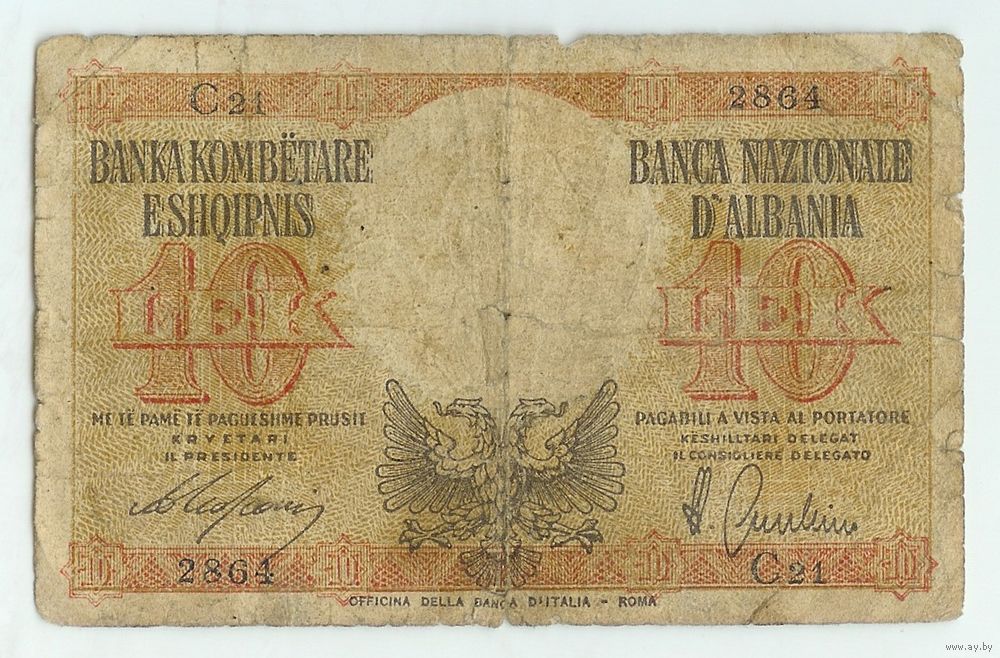 C21
2864
BANKA KOMBËTARE
E SHQIPNIS
BANCA NAZIONALE
D'ALBANIA
10
LEK
10
LEK
ME TË PAMË TË PAGUESHME PRUSIT
KRYETARI
IL PRESIDENTE
PAGABILI A VISTA AL PORTATORE
KESHILLTARI DELEGAT
IL CONSIGLIERE DELEGATO
2864
C21
OFFICINA DELLA BANCA D'ITALIA - ROMA
www.ay.by